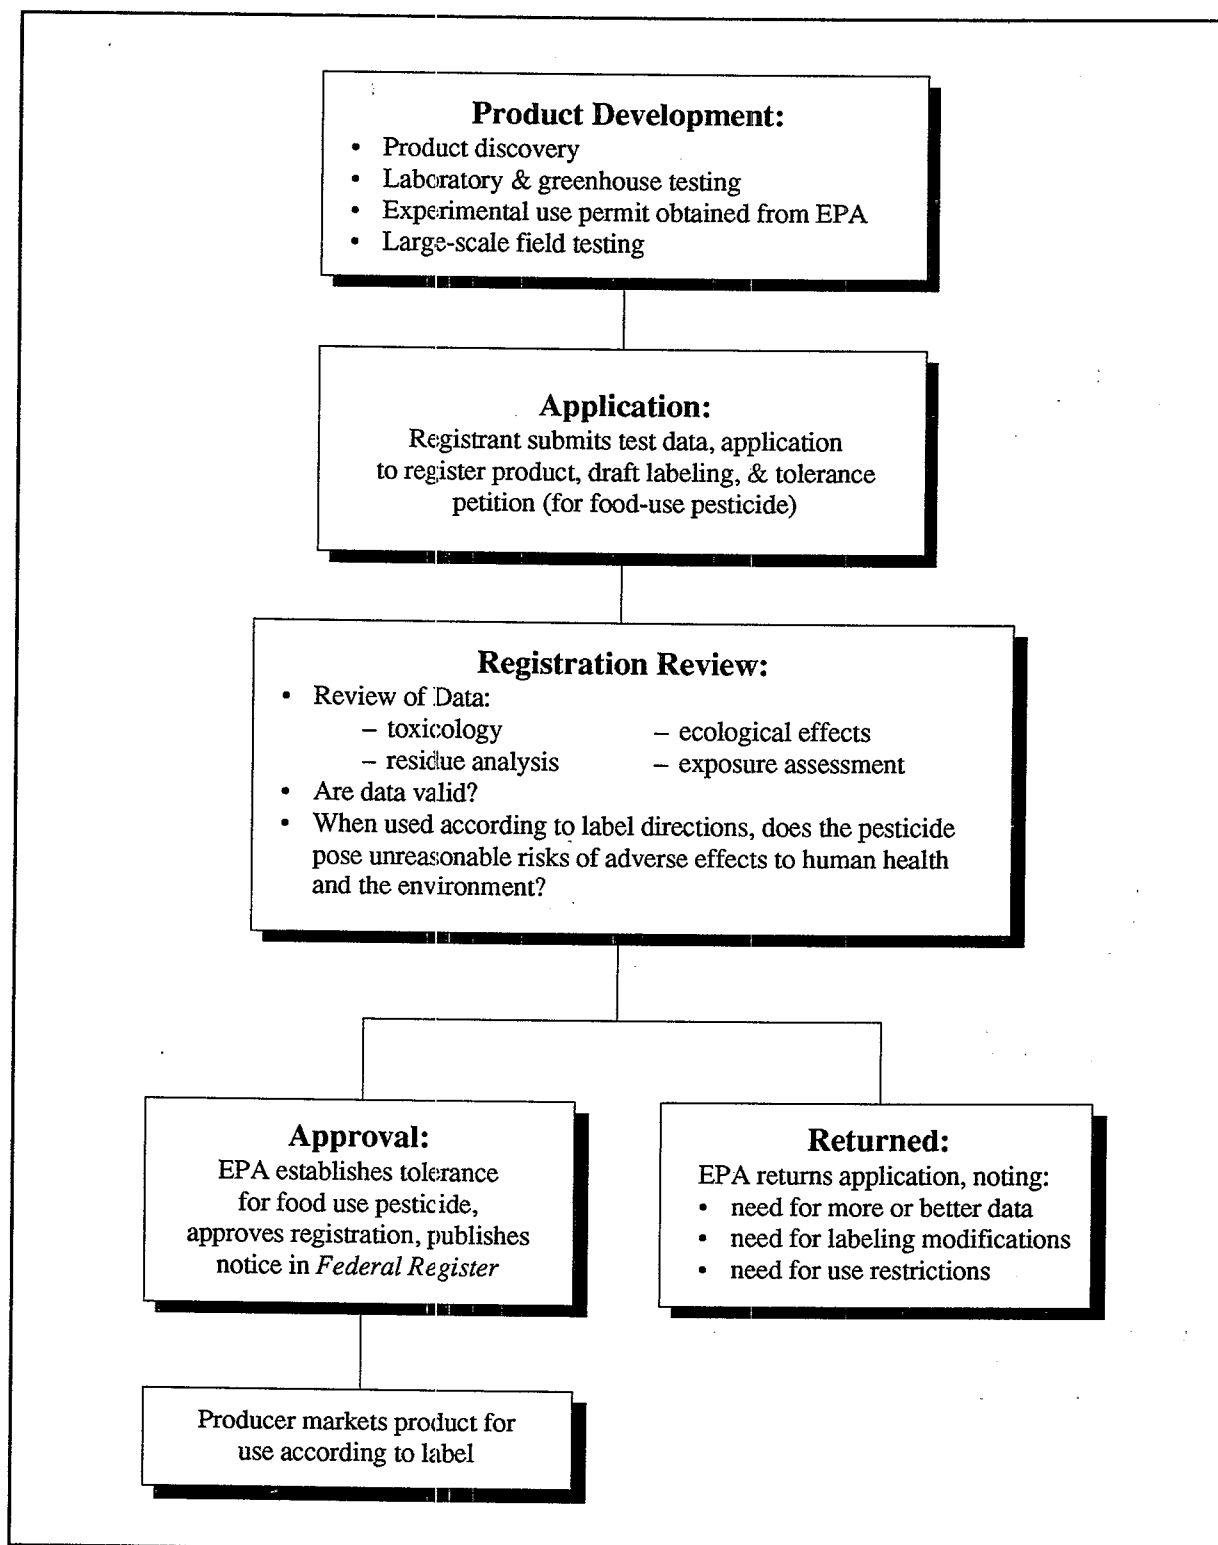 Product Development:
• Product discovery
• Laboratory & greenhouse testing
• Experimental use permit obtained from EPA
• Large-scale field testing
Application:
Registrant submits test data, application
to register product, draft labeling, & tolerance
petition (for food-use pesticide)
Registration Review:
• Review of Data:
– toxicology – ecological effects
– residue analysis – exposure assessment
• Are data valid?
• When used according to label directions, does the pesticide
pose unreasonable risks of adverse effects to human health
and the environment?
Approval:
EPA establishes tolerance
for food use pesticide,
approves registration, publishes
notice in Federal Register
Returned:
EPA returns application, noting:
• need for more or better data
• need for labeling modifications
• need for use restrictions
Producer markets product for
use according to label